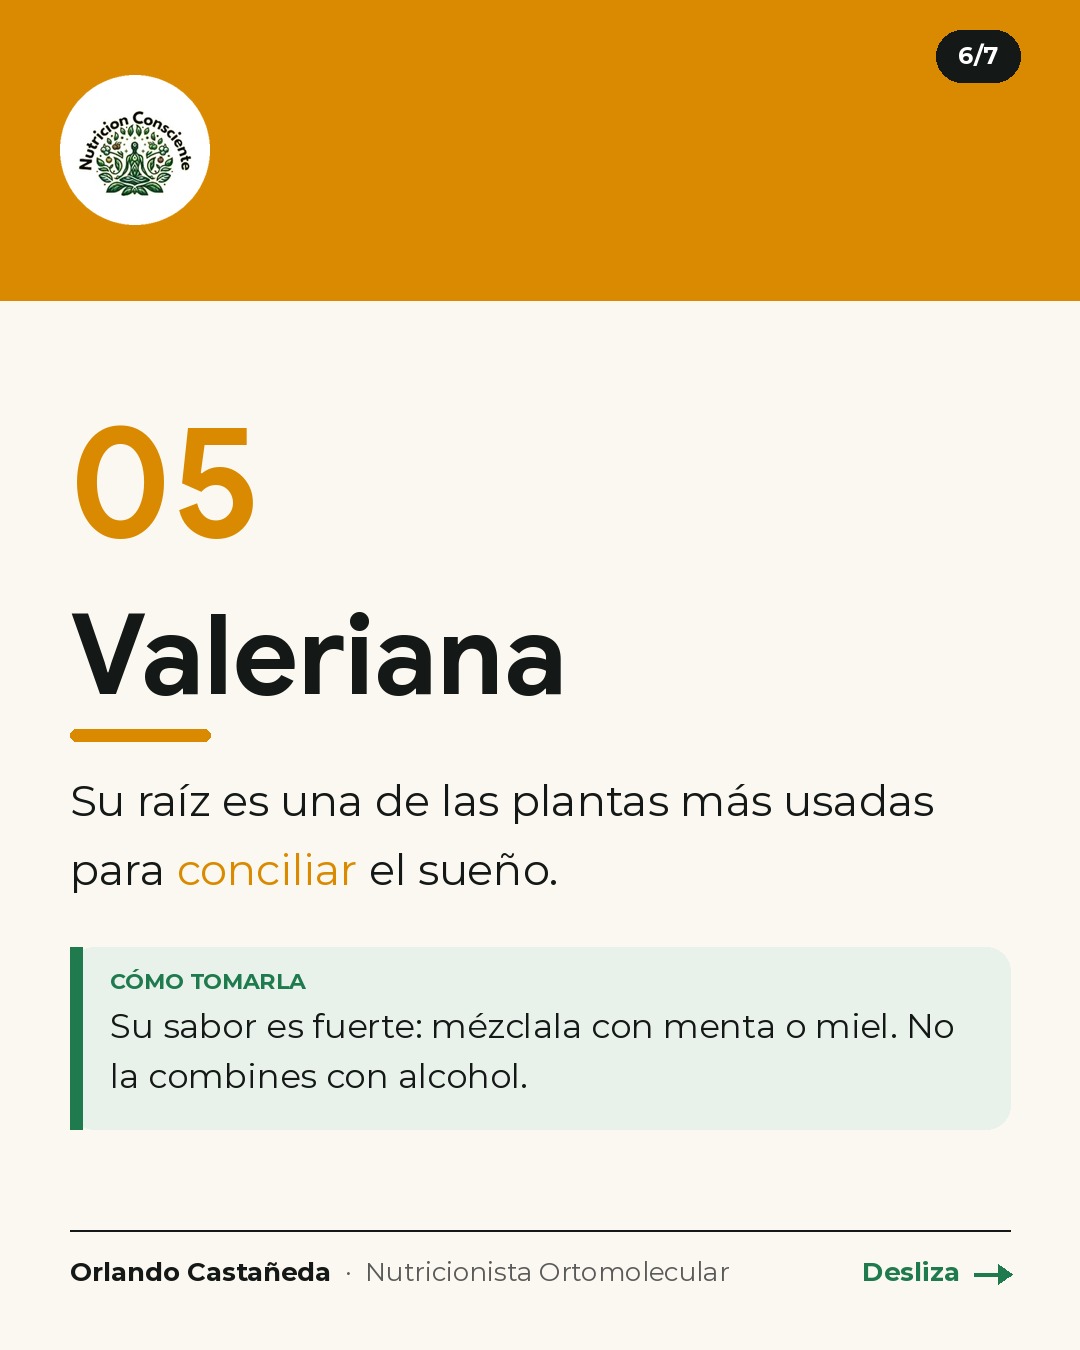 6/7
Nutricion Consciente
05
Valeriana
Su raíz es una de las plantas más usadas
para conciliar el sueño.
CÓMO TOMARLA
Su sabor es fuerte: mézclala con menta o miel. No
la combines con alcohol.
Orlando Castañeda · Nutricionista Ortomolecular
Desliza →